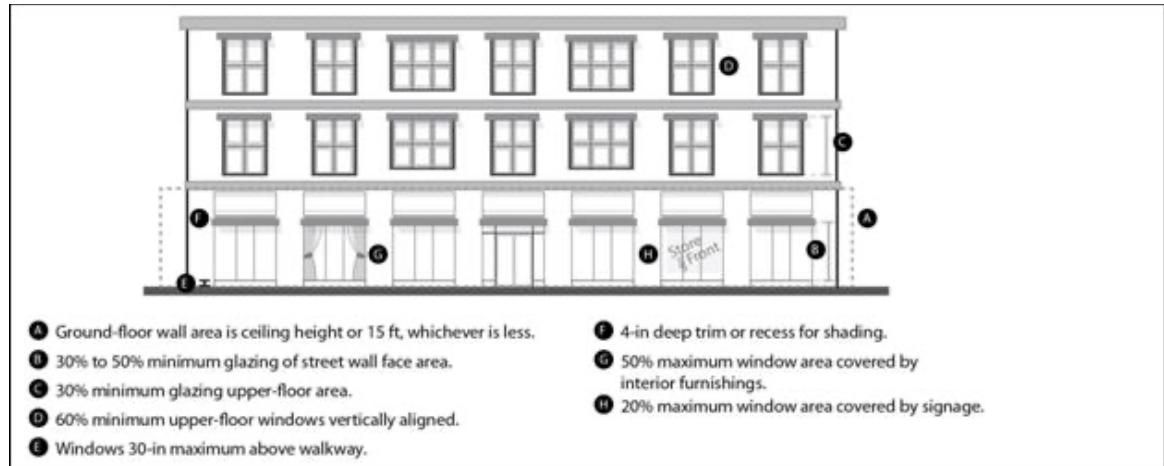 D
C
F
A
G
H
Store
Front
B
E
A Ground-floor wall area is ceiling height or 15 ft, whichever is less.
B 30% to 50% minimum glazing of street wall face area.
C 30% minimum glazing upper-floor area.
D 60% minimum upper-floor windows vertically aligned.
E Windows 30-in maximum above walkway.
F 4-in deep trim or recess for shading.
G 50% maximum window area covered by
interior furnishings.
H 20% maximum window area covered by signage.